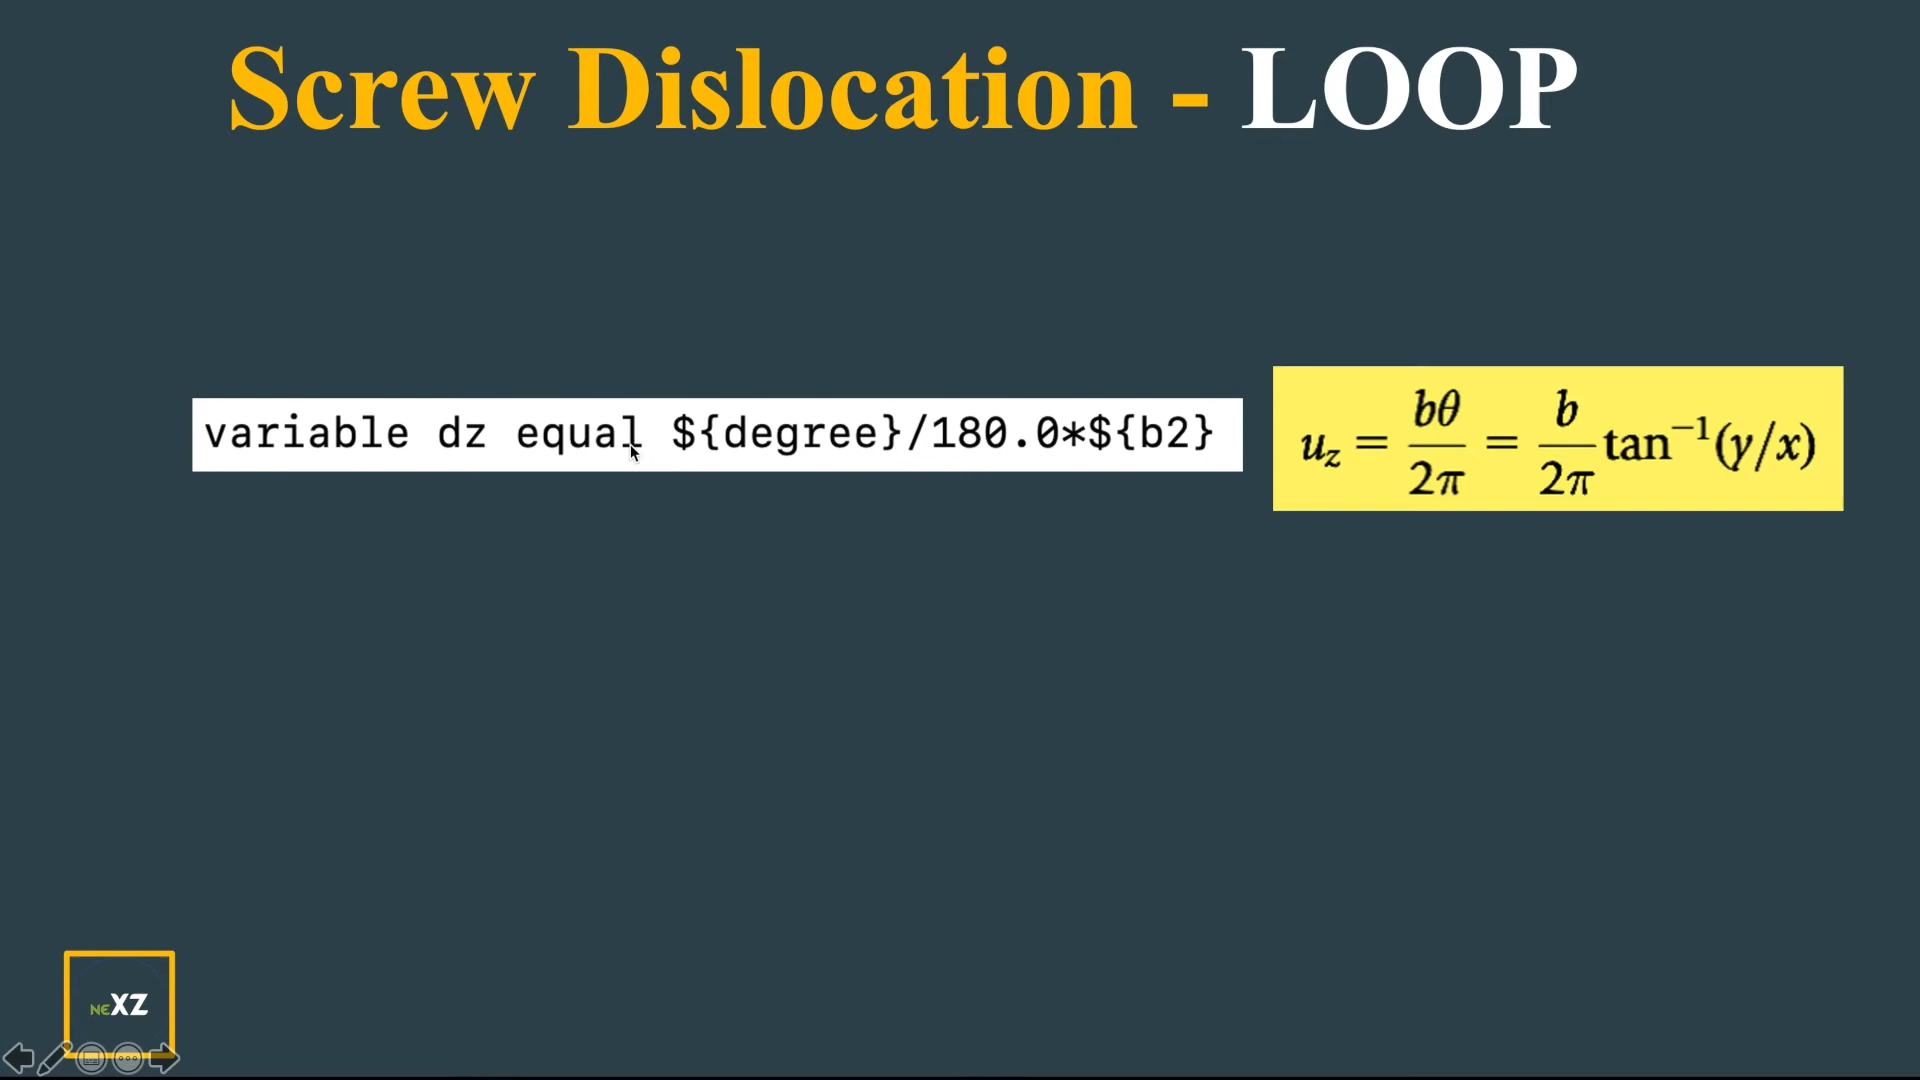 Screw Dislocation - LOOP
variable dz equal ${degree}/180.0*${b2}
u_z = bθ/2π = b/2π tan⁻¹(y/x)
NEXZ